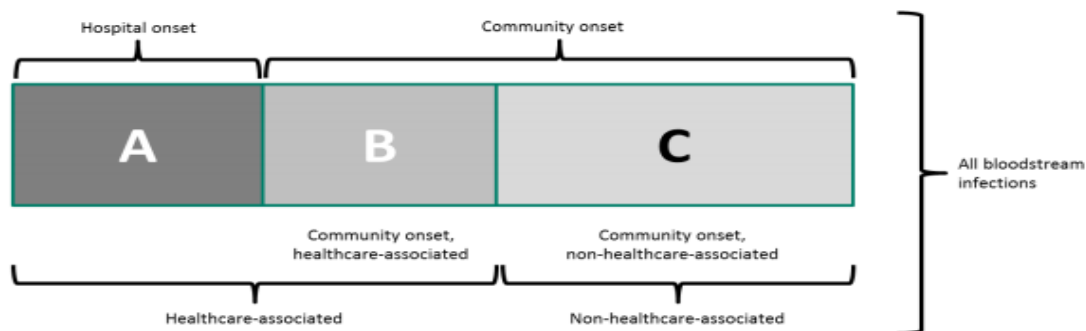 Hospital onset
Community onset
A
B
C
All bloodstream
infections
Community onset,
healthcare-associated
Community onset,
non-healthcare-associated
Healthcare-associated
Non-healthcare-associated